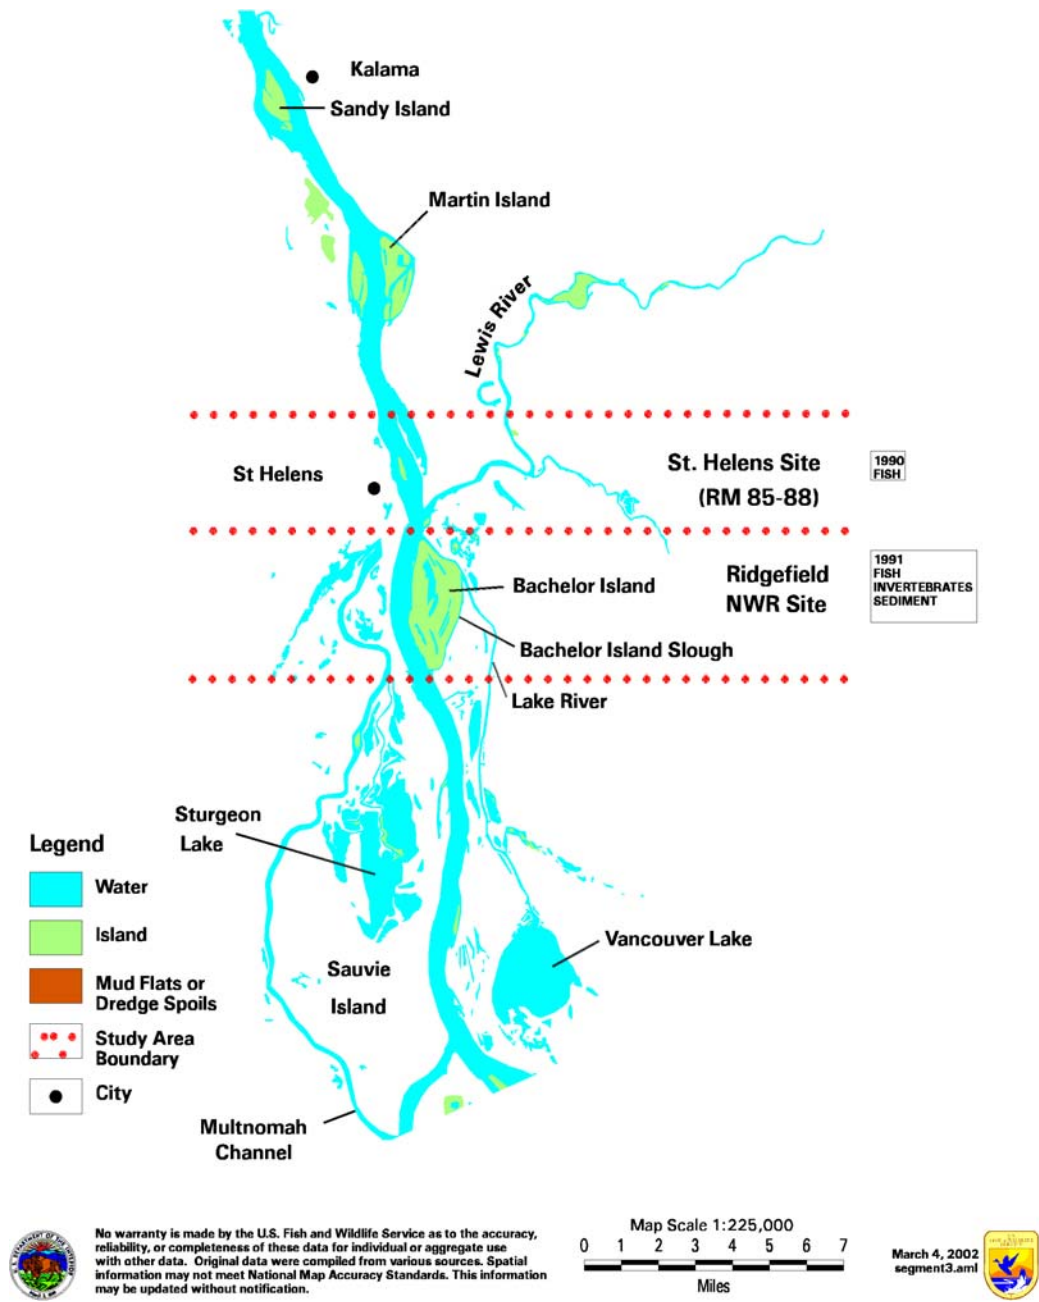 Kalama
Sandy Island
Martin Island
Lewis River
St Helens
St. Helens Site
(RM 85-88)
1990
FISH
Ridgefield
NWR Site
1991
FISH
INVERTEBRATES
SEDIMENT
Bachelor Island
Bachelor Island Slough
Lake River
Sturgeon
Lake
Legend
Water
Island
Mud Flats or
Dredge Spoils
Study Area
Boundary
City
Vancouver Lake
Sauvie
Island
Multnomah
Channel
No warranty is made by the U.S. Fish and Wildlife Service as to the accuracy,
reliability, or completeness of these data for individual or aggregate use
with other data. Original data were compiled from various sources. Spatial
information may not meet National Map Accuracy Standards. This information
may be updated without notification.
Map Scale 1:225,000
0 1 2 3 4 5 6 7
Miles
March 4, 2002
segment3.aml